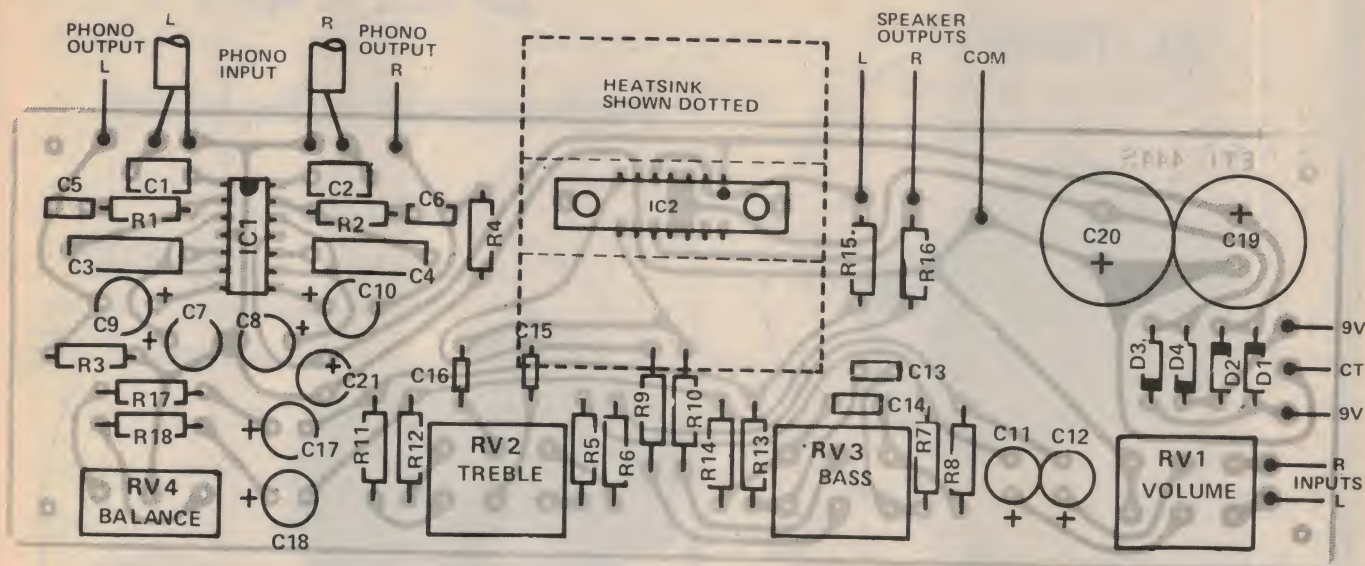 PHONO
OUTPUT
L
L
PHONO
INPUT
R
PHONO
OUTPUT
R
SPEAKER
OUTPUTS
L R COM
HEATSINK
SHOWN DOTTED
ETI 444S
C5
C1
R1
IC1
C2
R2
C6
R4
IC2
R15
R16
C20
+
C19
+
C3
C4
C9
+
C7
+
C8
+
C10
+
C21
+
R3
R17
R18
C17
+
C18
+
RV4
BALANCE
C16
C15
R11
R12
RV2
TREBLE
R5
R6
R9
R10
R14
R13
C13
C14
RV3
BASS
R7
R8
C11
+
C12
+
D3
D4
D2
D1
9V
CT
9V
RV1
VOLUME
R
INPUTS
L